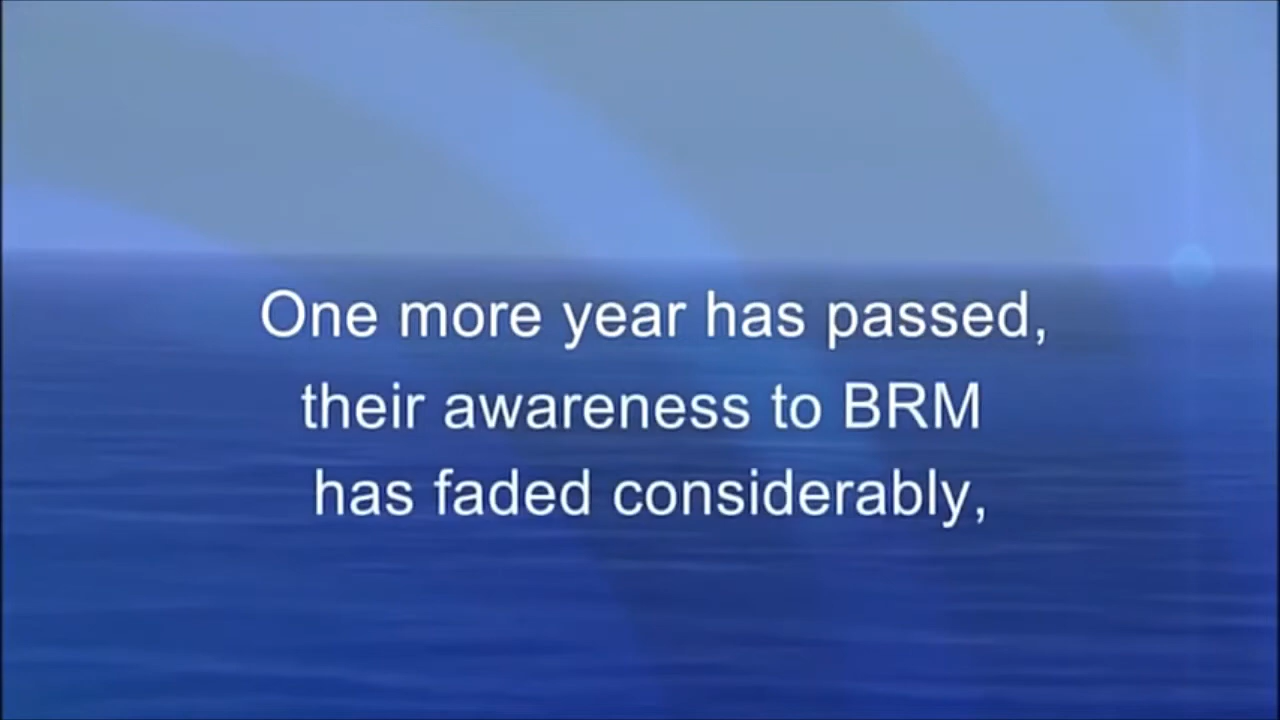 One more year has passed,
their awareness to BRM
has faded considerably,